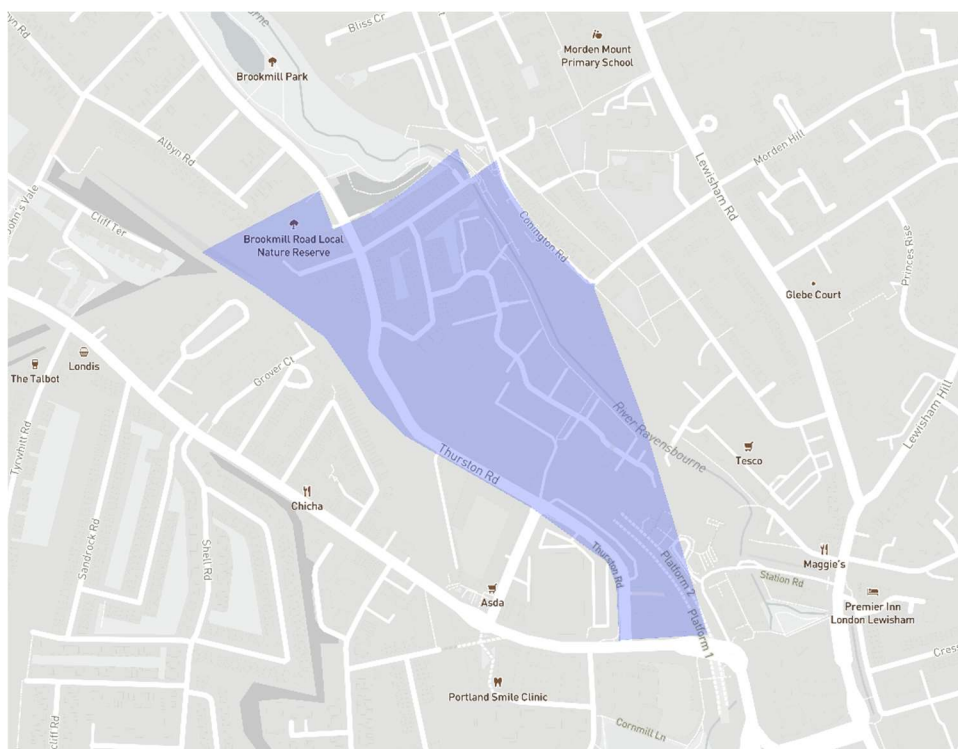 Bliss Cr
Morden Mount
Primary School
Brookmill Park
Albyn Rd
Morden Hill
Lewisham Rd
Cliff Ter
Brookmill Road Local
Nature Reserve
Conington Rd
Princes Rise
Glebe Court
Londis
The Talbot
Grover Ct
Tyrwhitt Rd
Lewisham Hill
River Ravensbourne
Thurston Rd
Tesco
Chicha
Sandrock Rd
Shell Rd
Thurston Rd
Platform 2
Maggie's
Station Rd
Asda
Premier Inn
London Lewisham
Platform 1
Portland Smile Clinic
Cornmill Ln